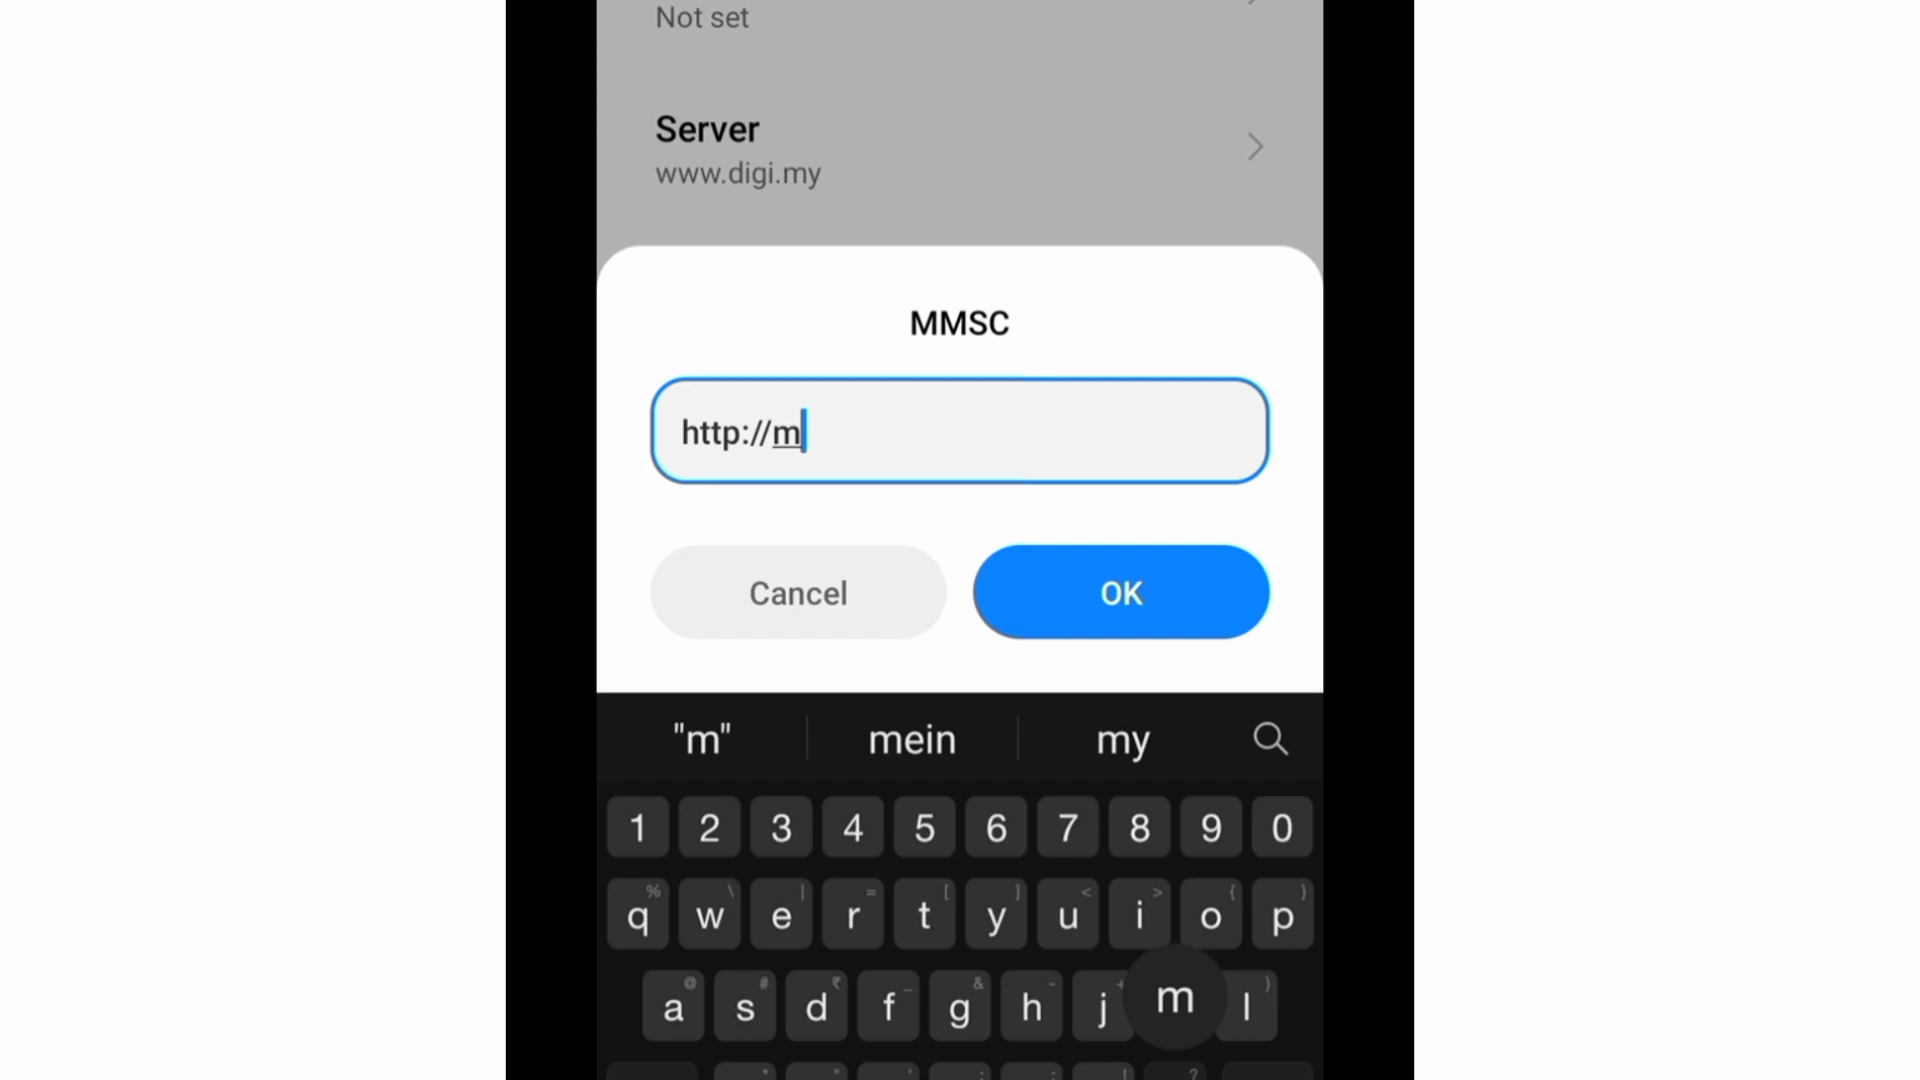 Not set
Server
www.digi.my
MMSC
http://m
Cancel OK
"m" mein my
1 2 3 4 5 6 7 8 9 0
% \ | = [ ] < > { }
q w e r t y u i o p
@ # ₹ _ & - + )
a s d f g h j m l
* " ' : ; ! ?